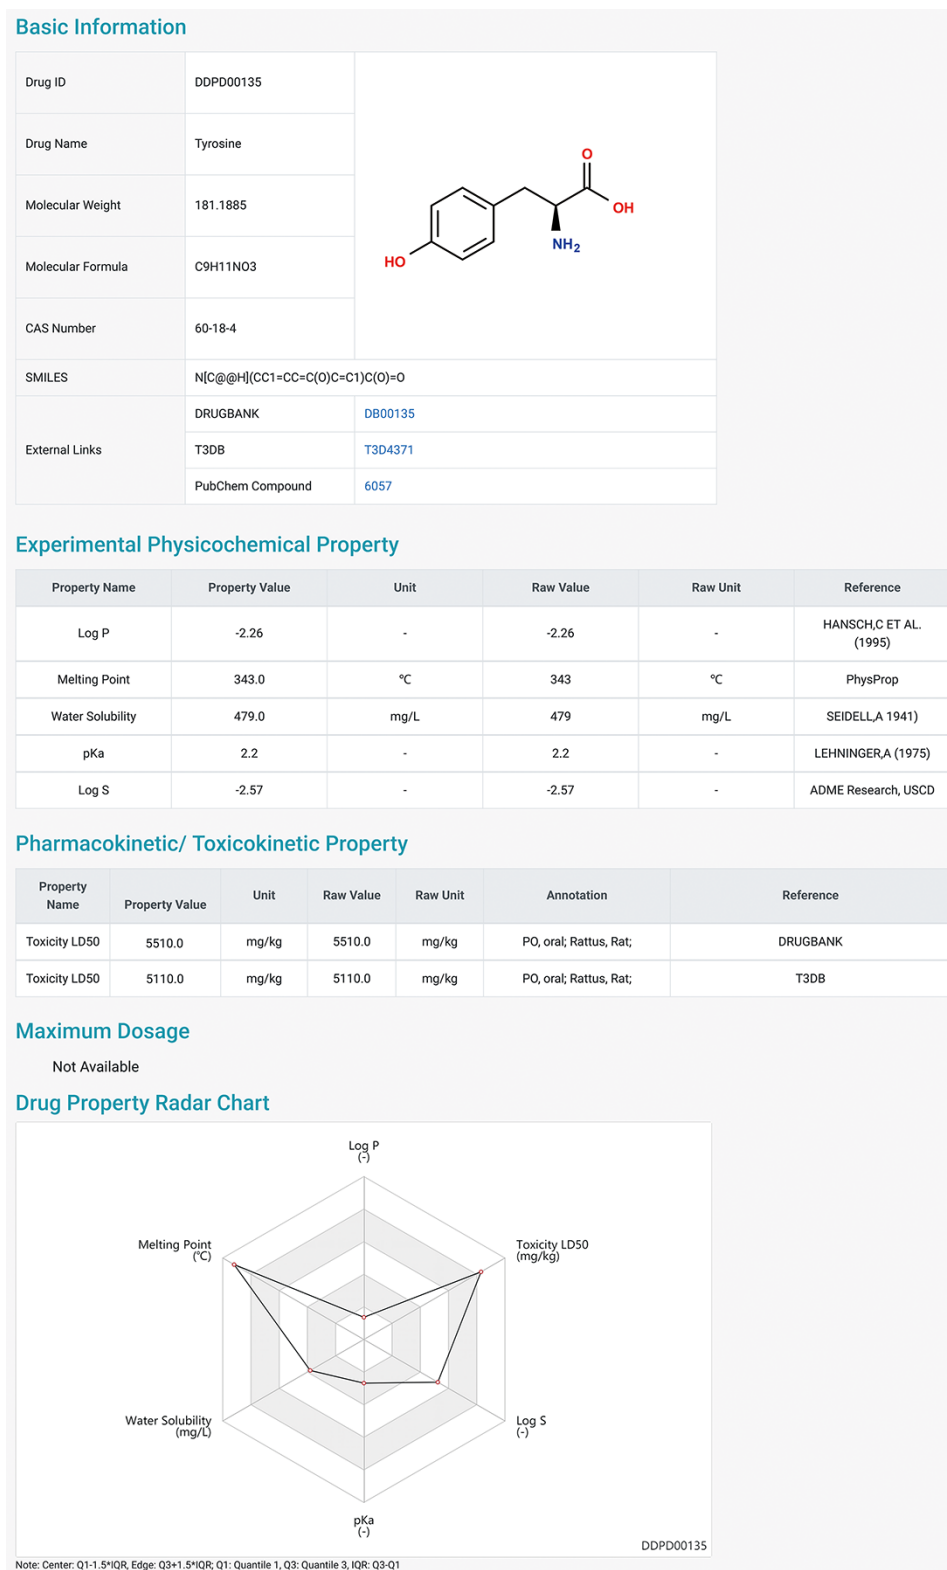 Basic Information
Drug ID DDPD00135
Drug Name Tyrosine
Molecular Weight 181.1885
Molecular Formula C9H11NO3
CAS Number 60-18-4
O
OH
NH2
HO
SMILES N[C@@H](CC1=CC=C(O)C=C1)C(O)=O
External Links
DRUGBANK DB00135
T3DB T3D4371
PubChem Compound 6057
Experimental Physicochemical Property
Property Name Property Value Unit Raw Value Raw Unit Reference
Log P -2.26 - -2.26 - HANSCH,C ET AL. (1995)
Melting Point 343.0 ℃ 343 ℃ PhysProp
Water Solubility 479.0 mg/L 479 mg/L SEIDELL,A 1941)
pKa 2.2 - 2.2 - LEHNINGER,A (1975)
Log S -2.57 - -2.57 - ADME Research, USCD
Pharmacokinetic/ Toxicokinetic Property
Property Name Property Value Unit Raw Value Raw Unit Annotation Reference
Toxicity LD50 5510.0 mg/kg 5510.0 mg/kg PO, oral; Rattus, Rat; DRUGBANK
Toxicity LD50 5110.0 mg/kg 5110.0 mg/kg PO, oral; Rattus, Rat; T3DB
Maximum Dosage
Not Available
Drug Property Radar Chart
Log P
(-)
Melting Point
(℃)
Toxicity LD50
(mg/kg)
Water Solubility
(mg/L)
Log S
(-)
pKa
(-)
DDPD00135
Note: Center: Q1-1.5*IQR, Edge: Q3+1.5*IQR; Q1: Quantile 1, Q3: Quantile 3, IQR: Q3-Q1